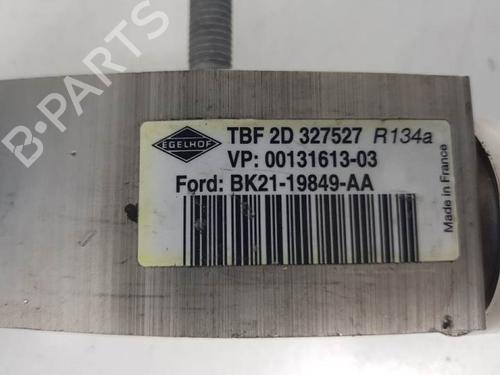 B-PARTS
EGELHOF
TBF 2D 327527 R134a
VP: 00131613-03
Ford: BK21-19849-AA
Made in France